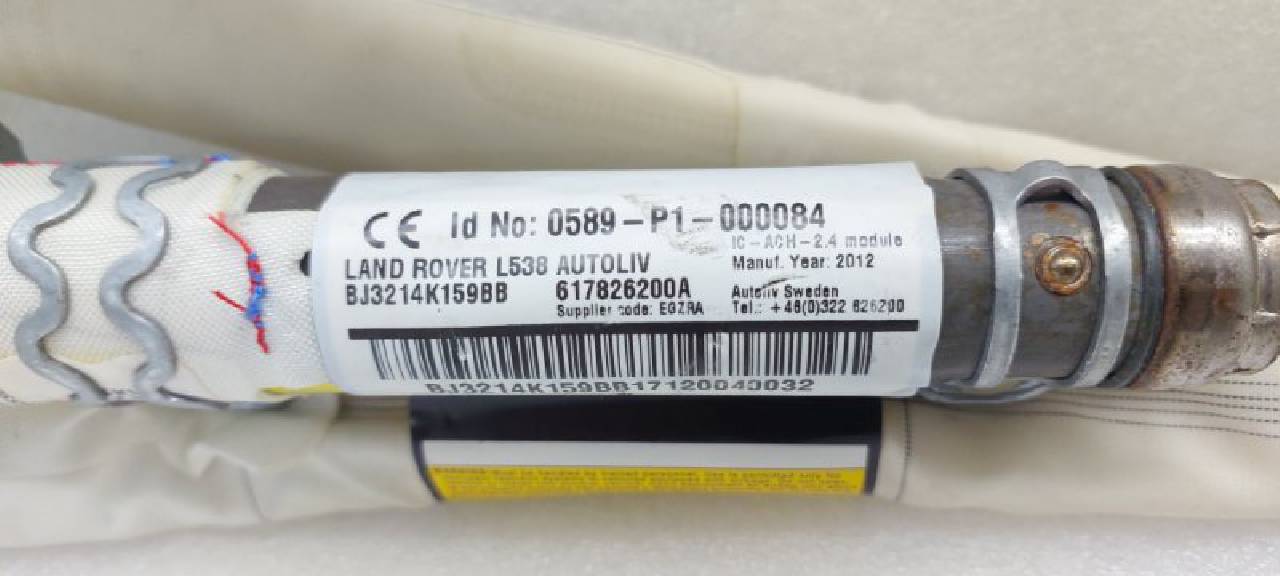 CE Id No: 0589-P1-000084
IC-ACH-2.4 module
LAND ROVER L538 AUTOLIV
Manuf. Year: 2012
BJ3214K159BB
617826200A
Autoliv Sweden
Supplier code: EGZRA
Tel.: +46(0)322 626200
BJ3214K159BB17120040032